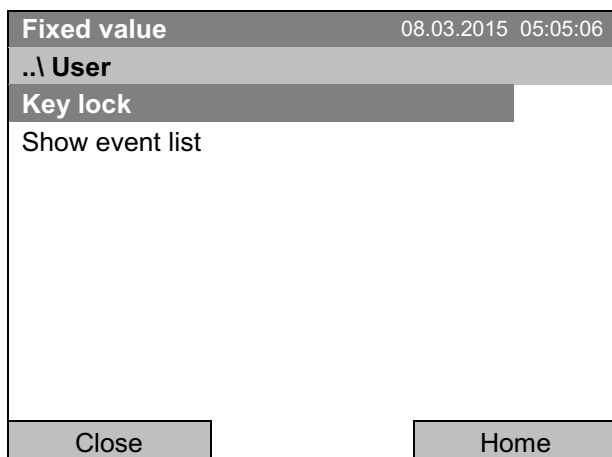 Fixed value 08.03.2015 05:05:06
..\ User
Key lock
Show event list
Close Home